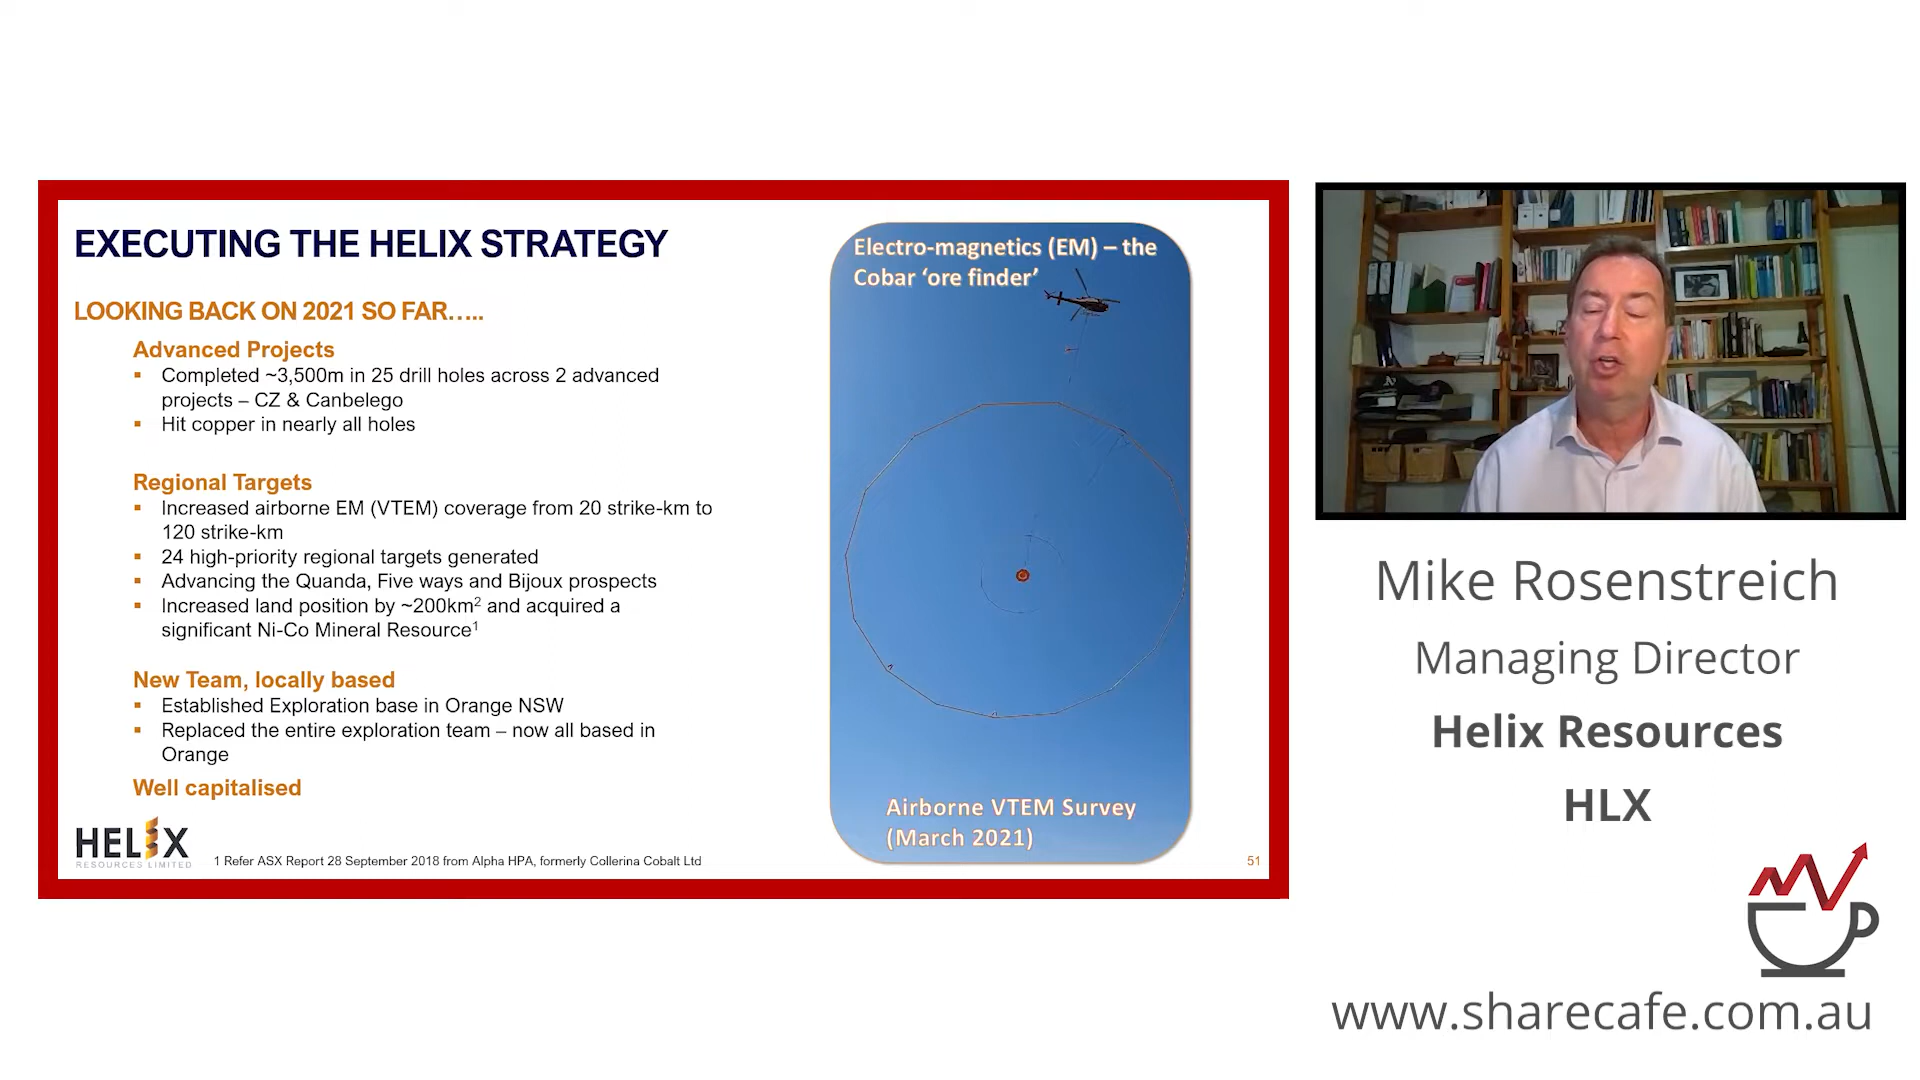 EXECUTING THE HELIX STRATEGY
LOOKING BACK ON 2021 SO FAR…..
Advanced Projects
▪ Completed ~3,500m in 25 drill holes across 2 advanced
projects – CZ & Canbelego
▪ Hit copper in nearly all holes
Regional Targets
▪ Increased airborne EM (VTEM) coverage from 20 strike-km to
120 strike-km
▪ 24 high-priority regional targets generated
▪ Advancing the Quanda, Five ways and Bijoux prospects
▪ Increased land position by ~200km² and acquired a
significant Ni-Co Mineral Resource¹
New Team, locally based
▪ Established Exploration base in Orange NSW
▪ Replaced the entire exploration team – now all based in
Orange
Well capitalised
HELIX
RESOURCES LIMITED
1 Refer ASX Report 28 September 2018 from Alpha HPA, formerly Collerina Cobalt Ltd
Electro-magnetics (EM) – the
Cobar ‘ore finder’
Airborne VTEM Survey
(March 2021)
51
Mike Rosenstreich
Managing Director
Helix Resources
HLX
www.sharecafe.com.au